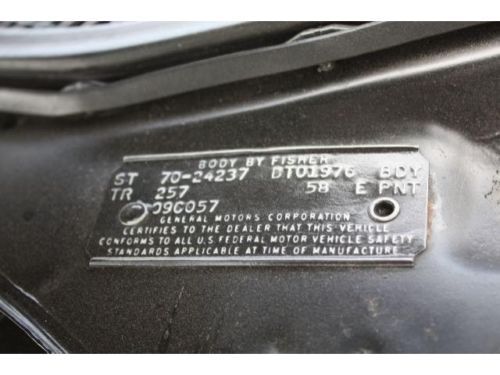 BODY BY FISHER
ST 70-24237 DTO1976 BDY
TR 257 58 E PNT
09C057
GENERAL MOTORS CORPORATION
CERTIFIES TO THE DEALER THAT THIS VEHICLE
CONFORMS TO ALL U.S. FEDERAL MOTOR VEHICLE SAFETY
STANDARDS APPLICABLE AT TIME OF MANUFACTURE